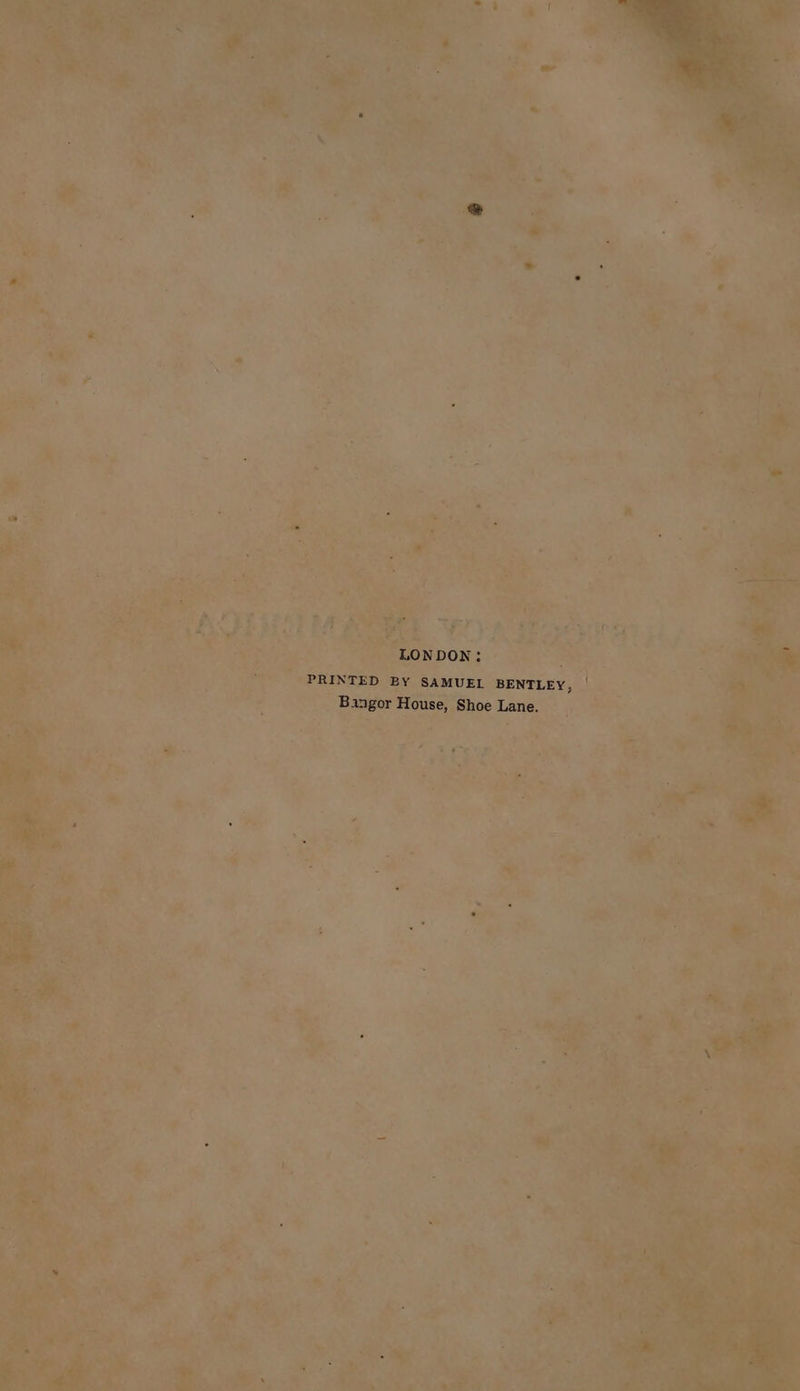 LONDON:
PRINTED BY SAMUEL BENTLEY,
Bangor House, Shoe Lane.